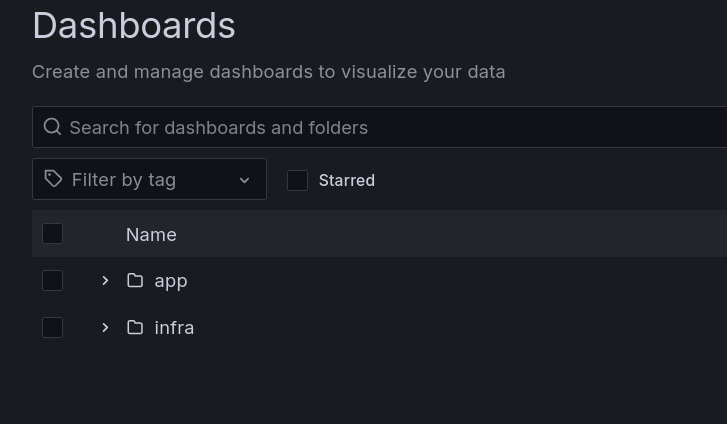 Dashboards
Create and manage dashboards to visualize your data
Search for dashboards and folders
Filter by tag Starred
Name
app
infra